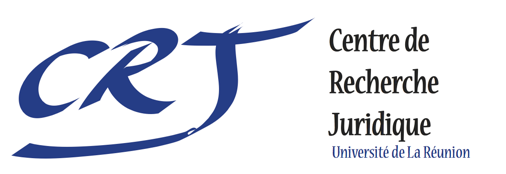 CRJ
Centre de
Recherche
Juridique
Université de La Réunion